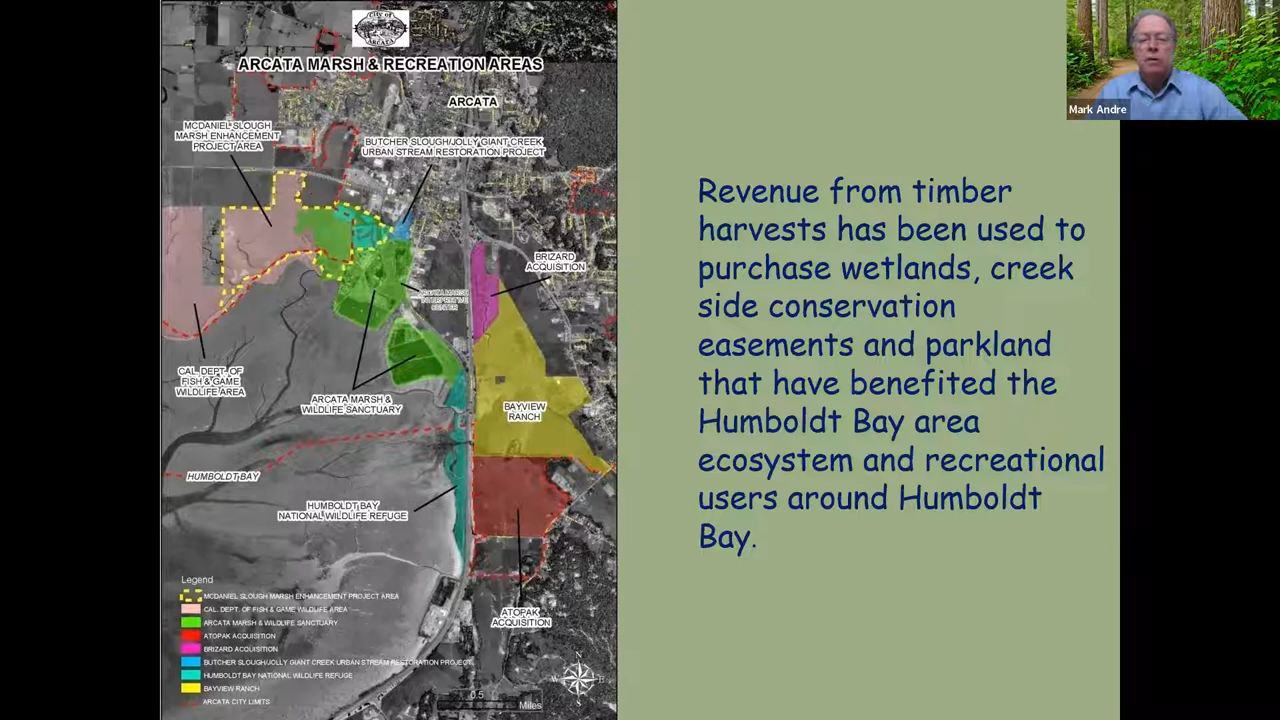 CITY OF
ARCATA
ARCATA MARSH & RECREATION AREAS
ARCATA
MCDANIEL SLOUGH
MARSH ENHANCEMENT
PROJECT AREA
BUTCHER SLOUGH/JOLLY GIANT CREEK
URBAN STREAM RESTORATION PROJECT
BRIZARD
ACQUISITION
ARCATA MARSH
INTERPRETIVE
CENTER
CAL. DEPT. OF
FISH & GAME
WILDLIFE AREA
ARCATA MARSH &
WILDLIFE SANCTUARY
BAYVIEW
RANCH
HUMBOLDT BAY
HUMBOLDT BAY
NATIONAL WILDLIFE REFUGE
ATOPAK
ACQUISITION
Legend
MCDANIEL SLOUGH MARSH ENHANCEMENT PROJECT AREA
CAL. DEPT. OF FISH & GAME WILDLIFE AREA
ARCATA MARSH & WILDLIFE SANCTUARY
ATOPAK ACQUISITION
BRIZARD ACQUISITION
BUTCHER SLOUGH/JOLLY GIANT CREEK URBAN STREAM RESTORATION PROJECT
HUMBOLDT BAY NATIONAL WILDLIFE REFUGE
BAYVIEW RANCH
ARCATA CITY LIMITS
N
W E
S
0.5
Miles
Revenue from timber
harvests has been used to
purchase wetlands, creek
side conservation
easements and parkland
that have benefited the
Humboldt Bay area
ecosystem and recreational
users around Humboldt
Bay.
Mark Andre